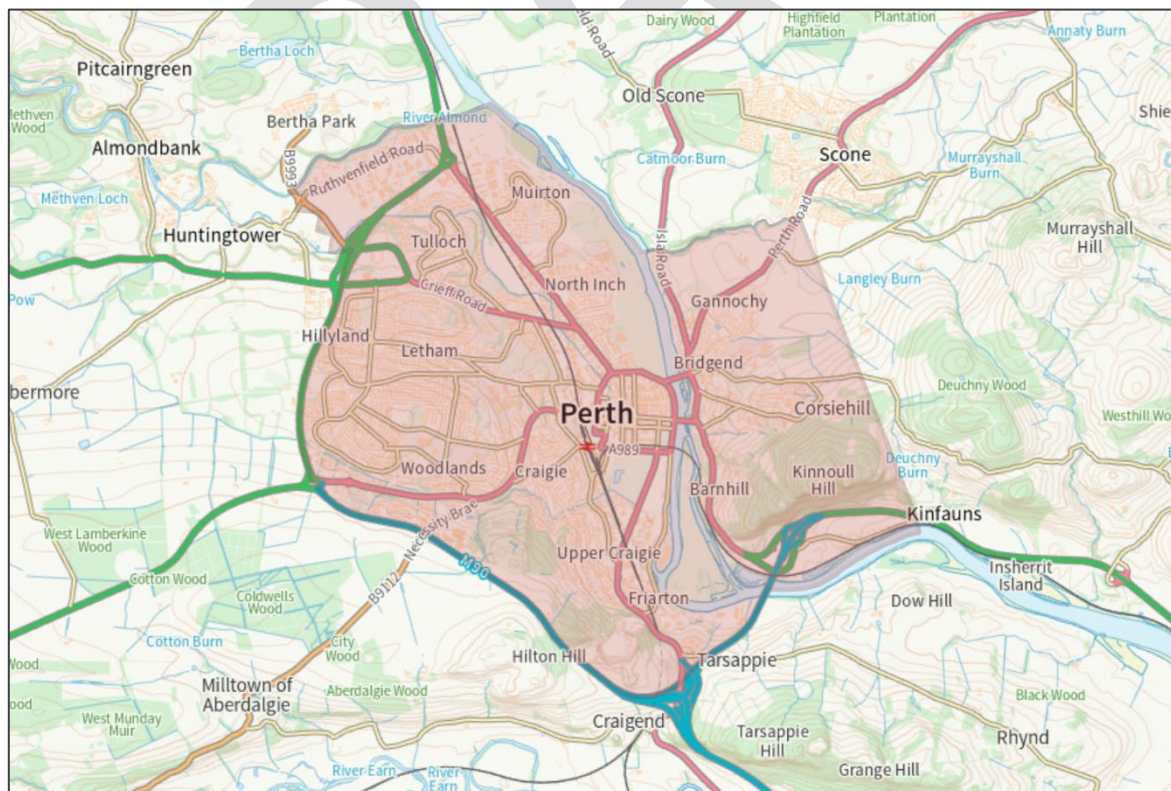 Pitcairngreen
Bertha Loch
Dairy Wood
Highfield
Plantation
Plantation
Annaty Burn
Old Scone
Bertha Park
River Almond
Methven
Wood
Almondbank
Ruthvenfield Road
B9993
Catmoor Burn
Scone
Murrayshall
Burn
Methven Loch
Muirton
Huntingtower
Tulloch
Isla Road
Perth Road
Murrayshall
Hill
Pow
Crieff Road
North Inch
Gannochy
Langley Burn
Hillyland
Letham
Bridgend
bermore
Perth
Corsiehill
Deuchny Wood
Westhill Wo
Woodlands
Craigie
A989
Barnhill
Kinnoull
Hill
Deuchny
Burn
West Lamberkine
Wood
Necessity Brae
Kinfauns
Cotton Wood
M90
Upper Craigie
Insherrit
Island
B9112
Coldwells
Wood
Friarton
Dow Hill
Cotton Burn
City
Wood
Hilton Hill
Tarsappie
Wood
Milltown of
Aberdalgie
Aberdalgie Wood
Black Wood
ood
West Munday
Muir
Craigend
Tarsappie
Hill
Rhynd
River Earn
River
Earn
Grange Hill